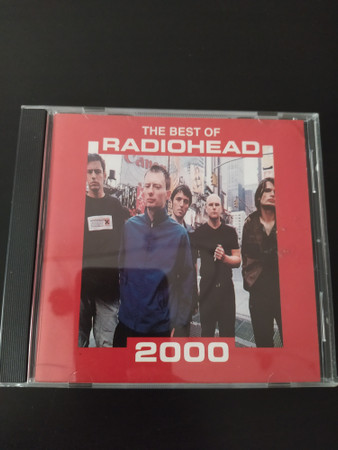 THE BEST OF
RADIOHEAD
2000